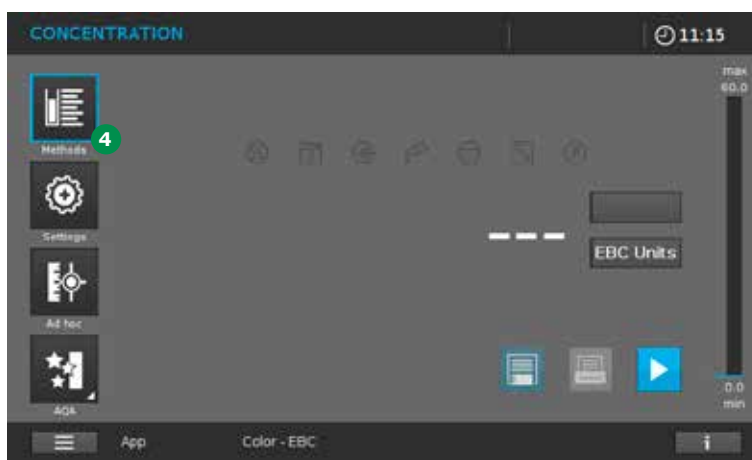 CONCENTRATION
11:15
max
60.0
4
Methods
Settings
EBC Units
Ad hoc
AQA
0.0
min
App
Color - EBC
i